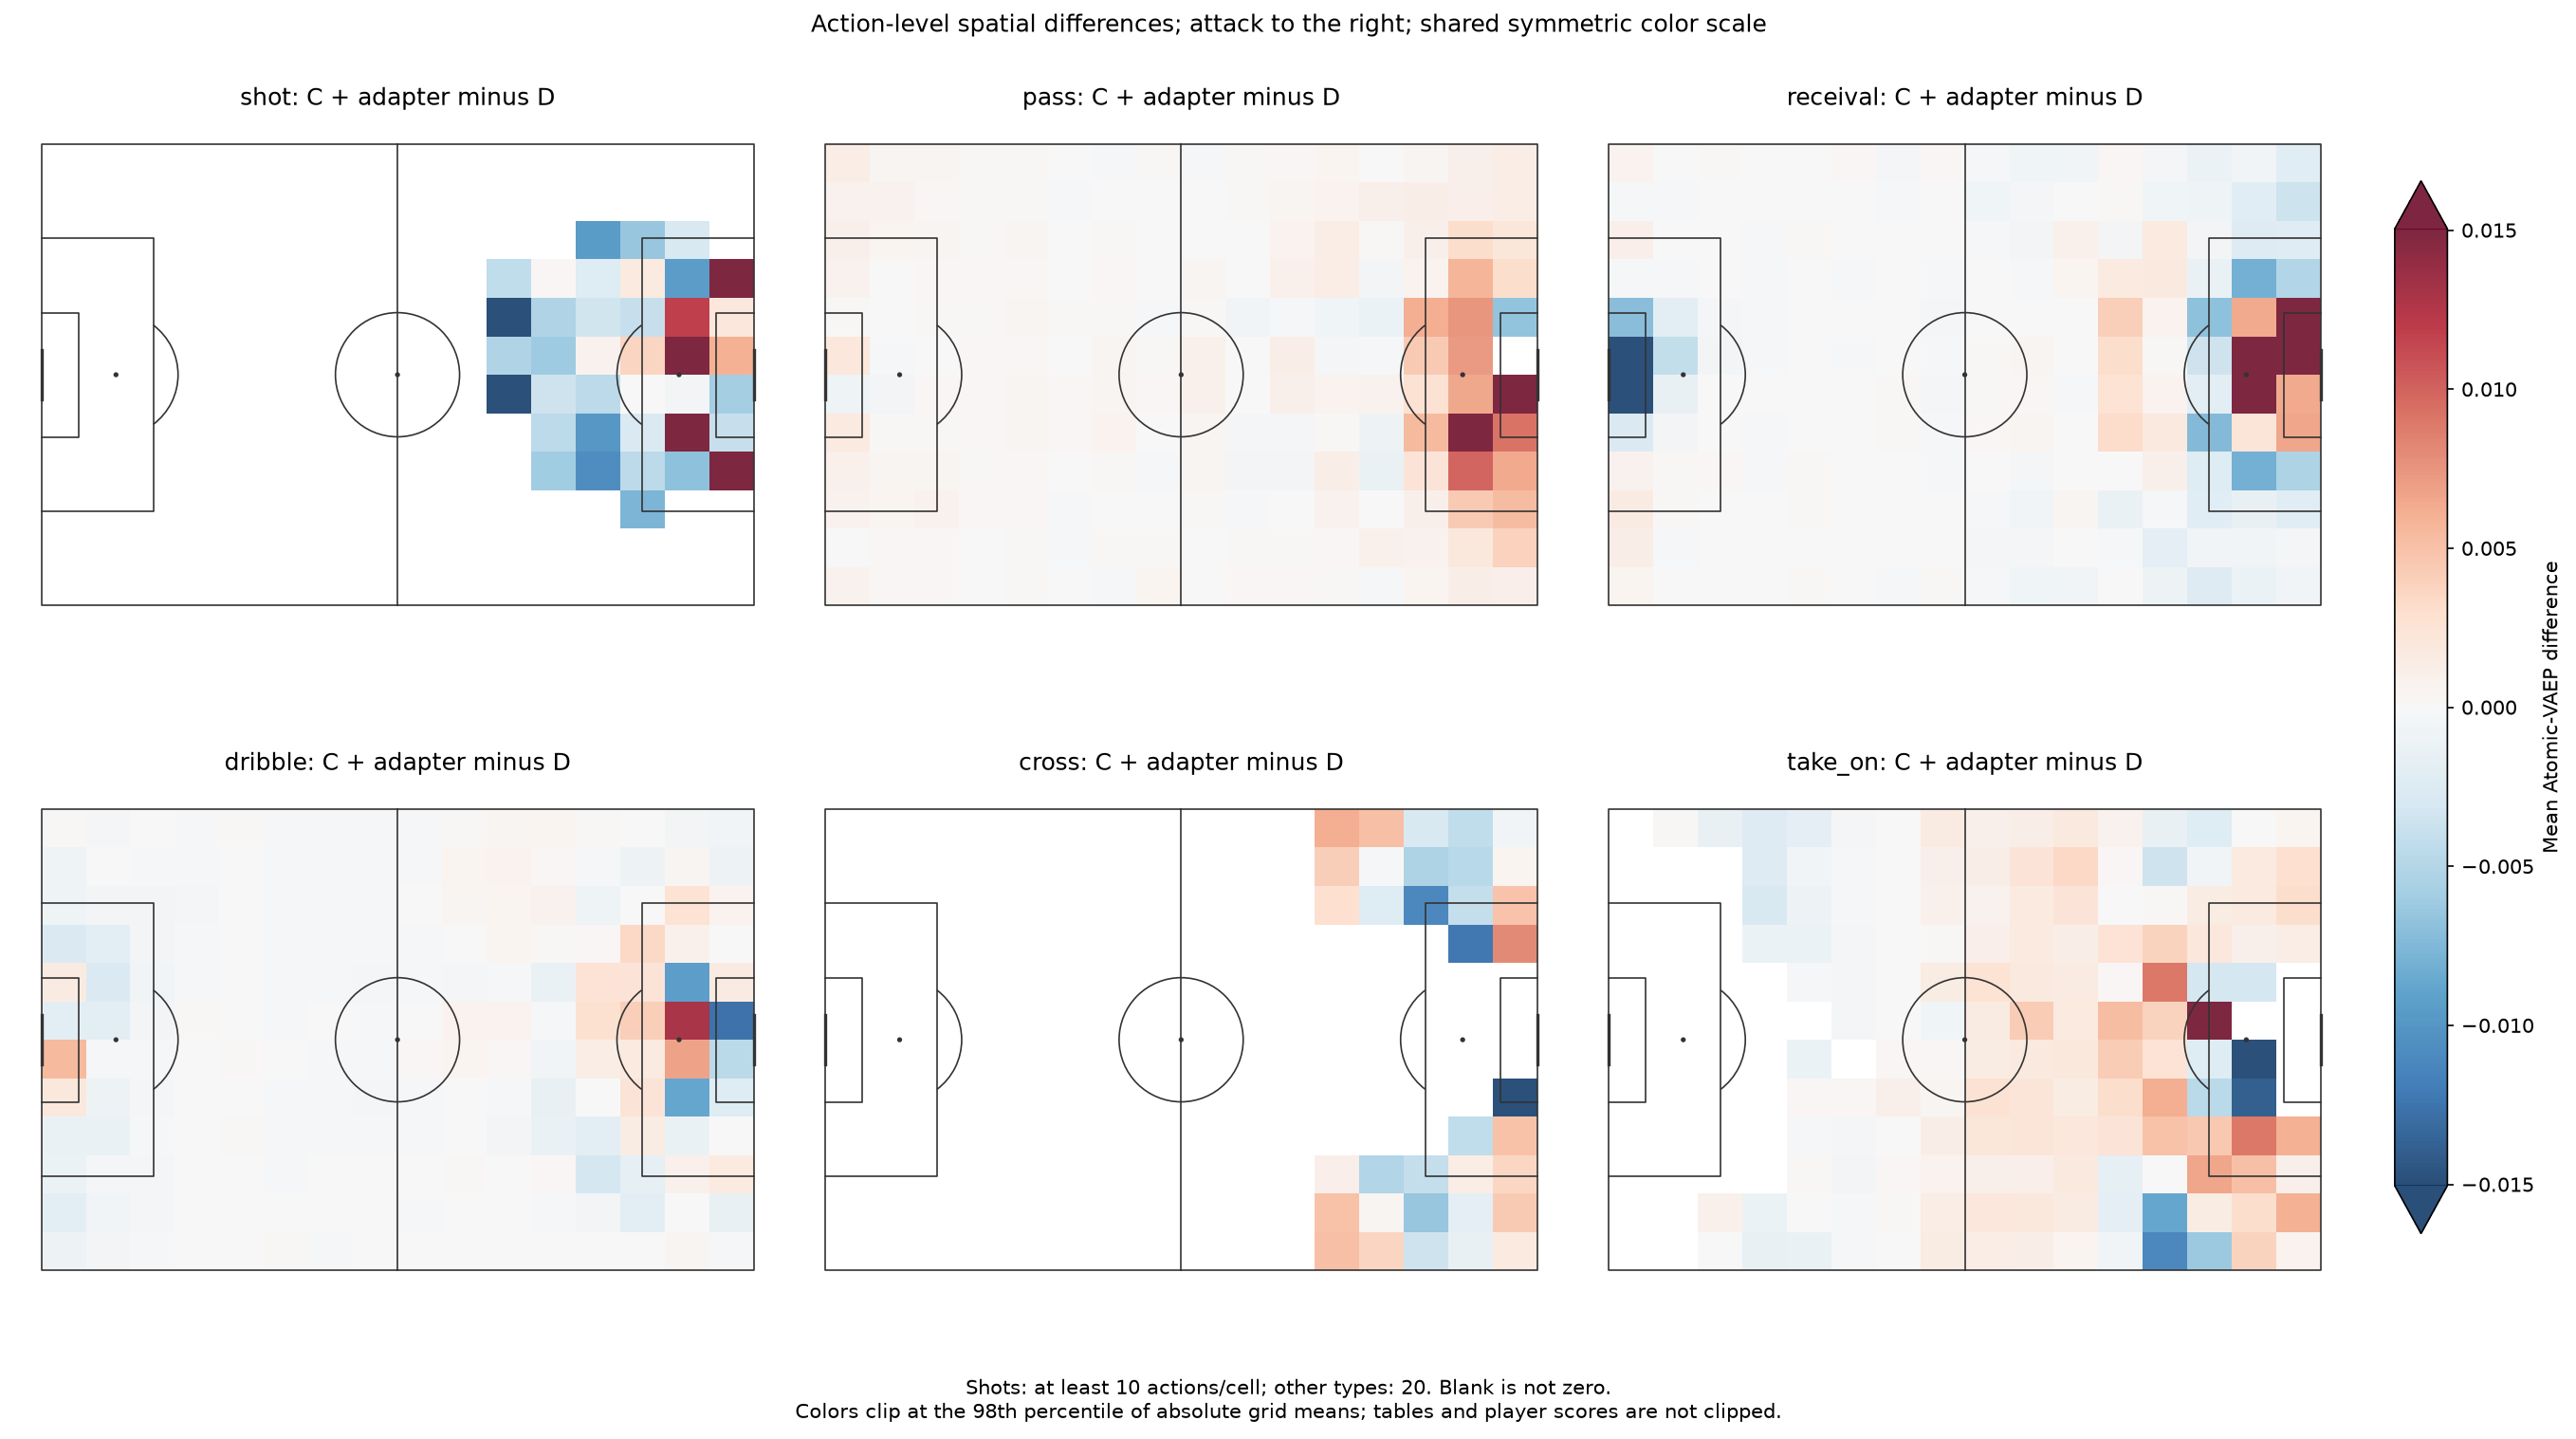 Action-level spatial differences; attack to the right; shared symmetric color scale
shot: C + adapter minus D
pass: C + adapter minus D
receival: C + adapter minus D
0.015
0.010
0.005
0.000
−0.005
−0.010
−0.015
Mean Atomic-VAEP difference
dribble: C + adapter minus D
cross: C + adapter minus D
take_on: C + adapter minus D
Shots: at least 10 actions/cell; other types: 20. Blank is not zero.
Colors clip at the 98th percentile of absolute grid means; tables and player scores are not clipped.